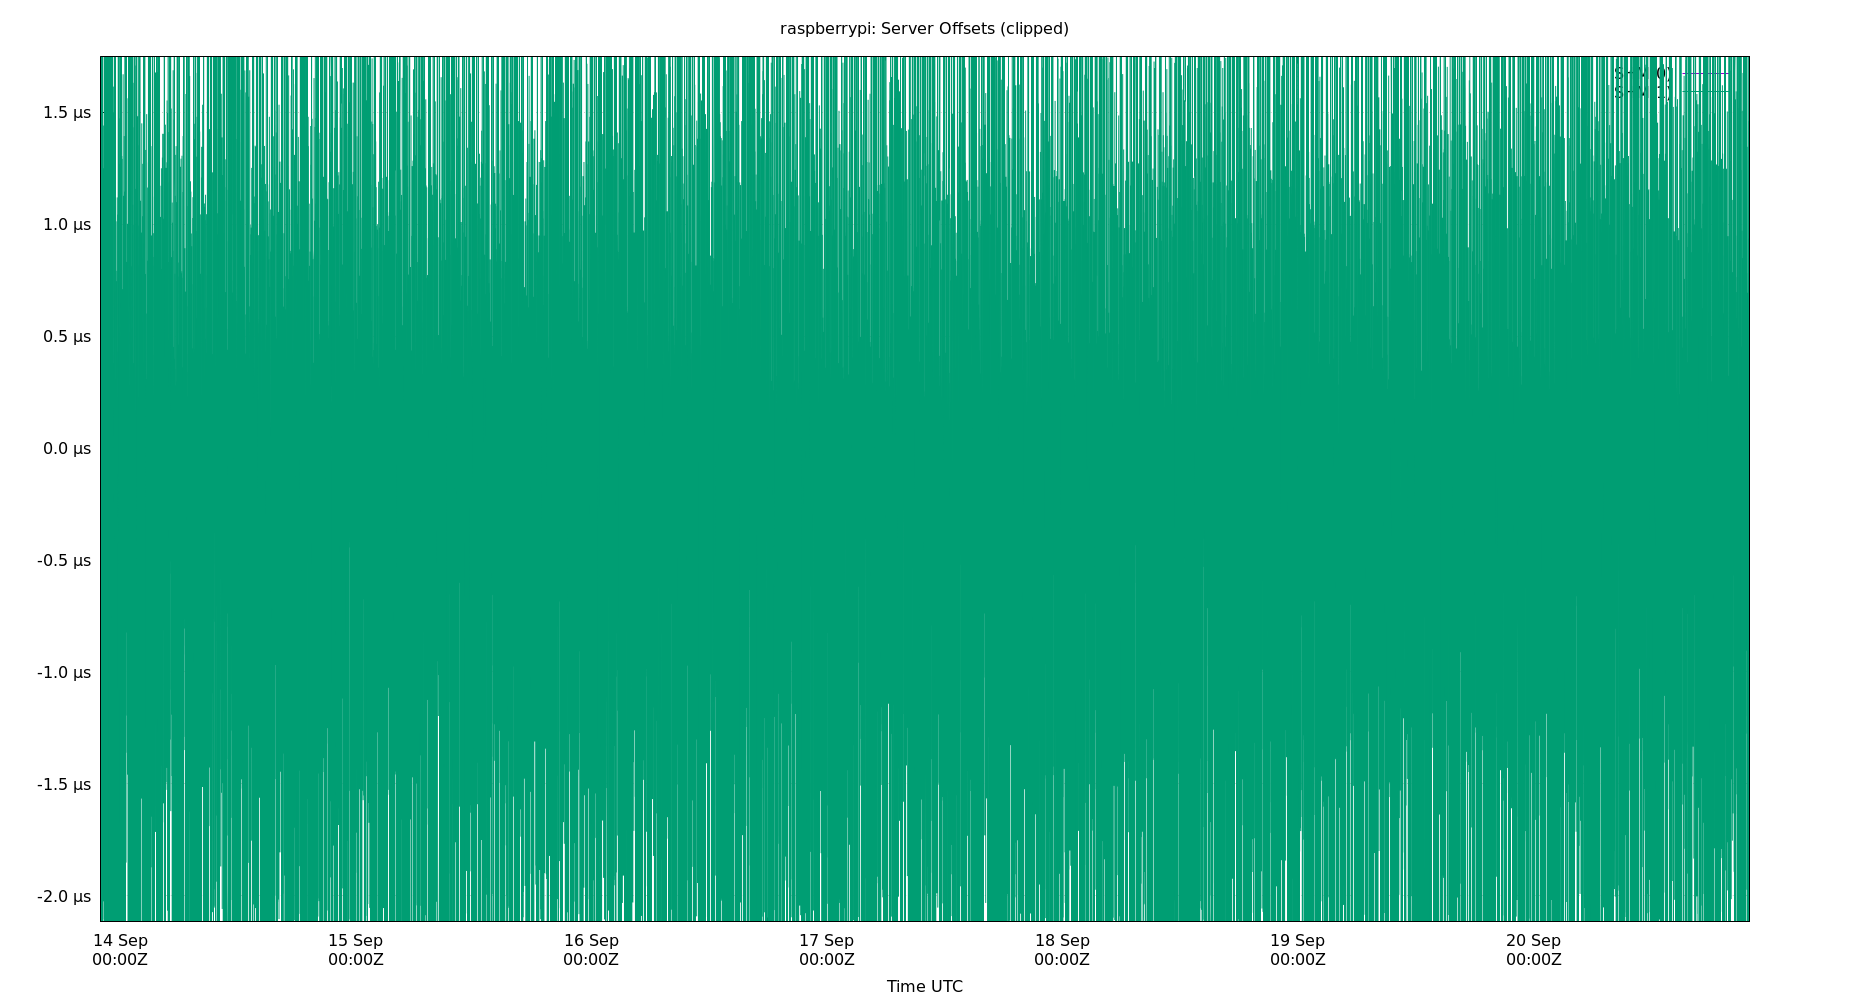 raspberrypi: Server Offsets (clipped)
1.5 µs
1.0 µs
0.5 µs
0.0 µs
-0.5 µs
-1.0 µs
-1.5 µs
-2.0 µs
14 Sep 15 Sep 16 Sep 17 Sep 18 Sep 19 Sep 20 Sep
00:00Z 00:00Z 00:00Z 00:00Z 00:00Z 00:00Z 00:00Z
Time UTC